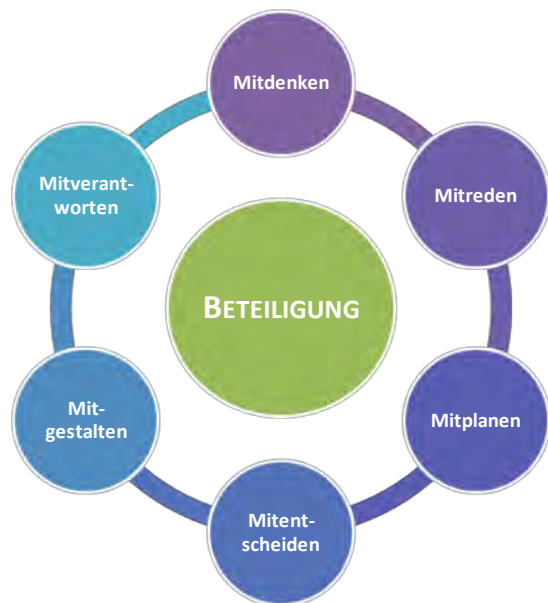 Mitdenken
Mitreden
Mitplanen
Mitent-
scheiden
Mit-
gestalten
Mitverant-
worten
BETEILIGUNG